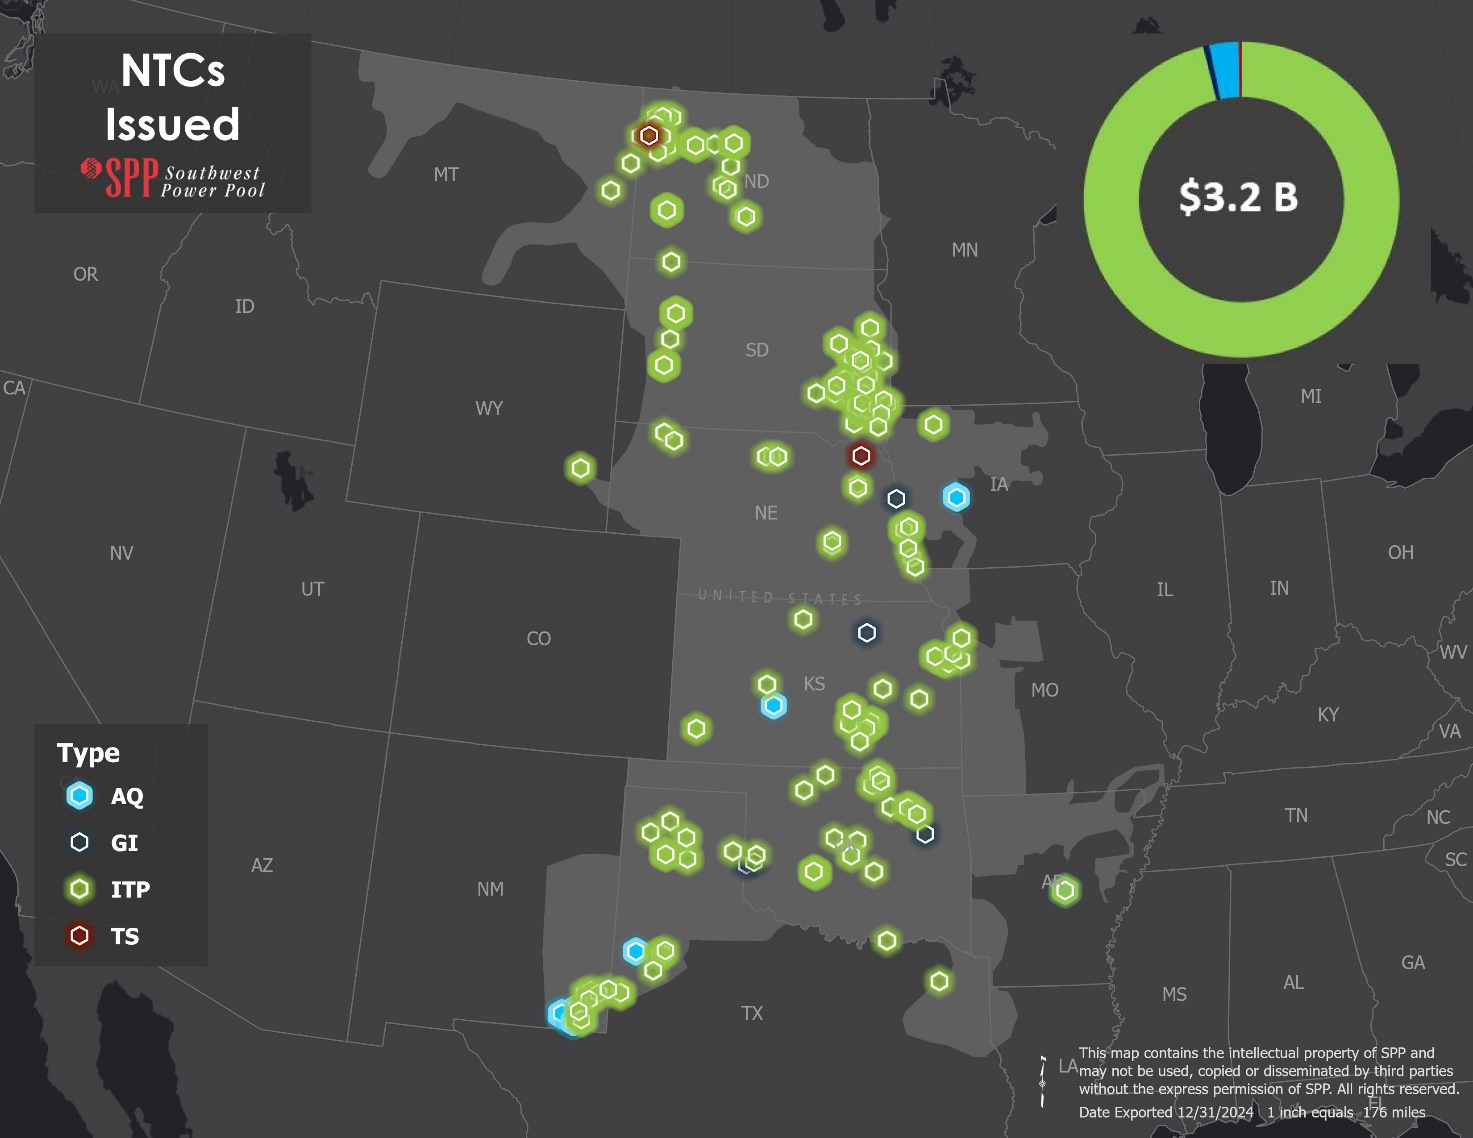 NTCs
Issued
SPP Southwest
Power Pool
$3.2 B
WA
MT
ND
MN
OR
ID
SD
CA
WY
MI
IA
NE
NV
UT
UNITED STATES
CO
IL
IN
OH
KS
MO
WV
KY
VA
Type
AQ
GI
ITP
TS
AZ
NM
OK
TN
NC
SC
AR
TX
MS
AL
GA
LA
FL
This map contains the intellectual property of SPP and
may not be used, copied or disseminated by third parties
without the express permission of SPP. All rights reserved.
Date Exported 12/31/2024 1 inch equals 176 miles